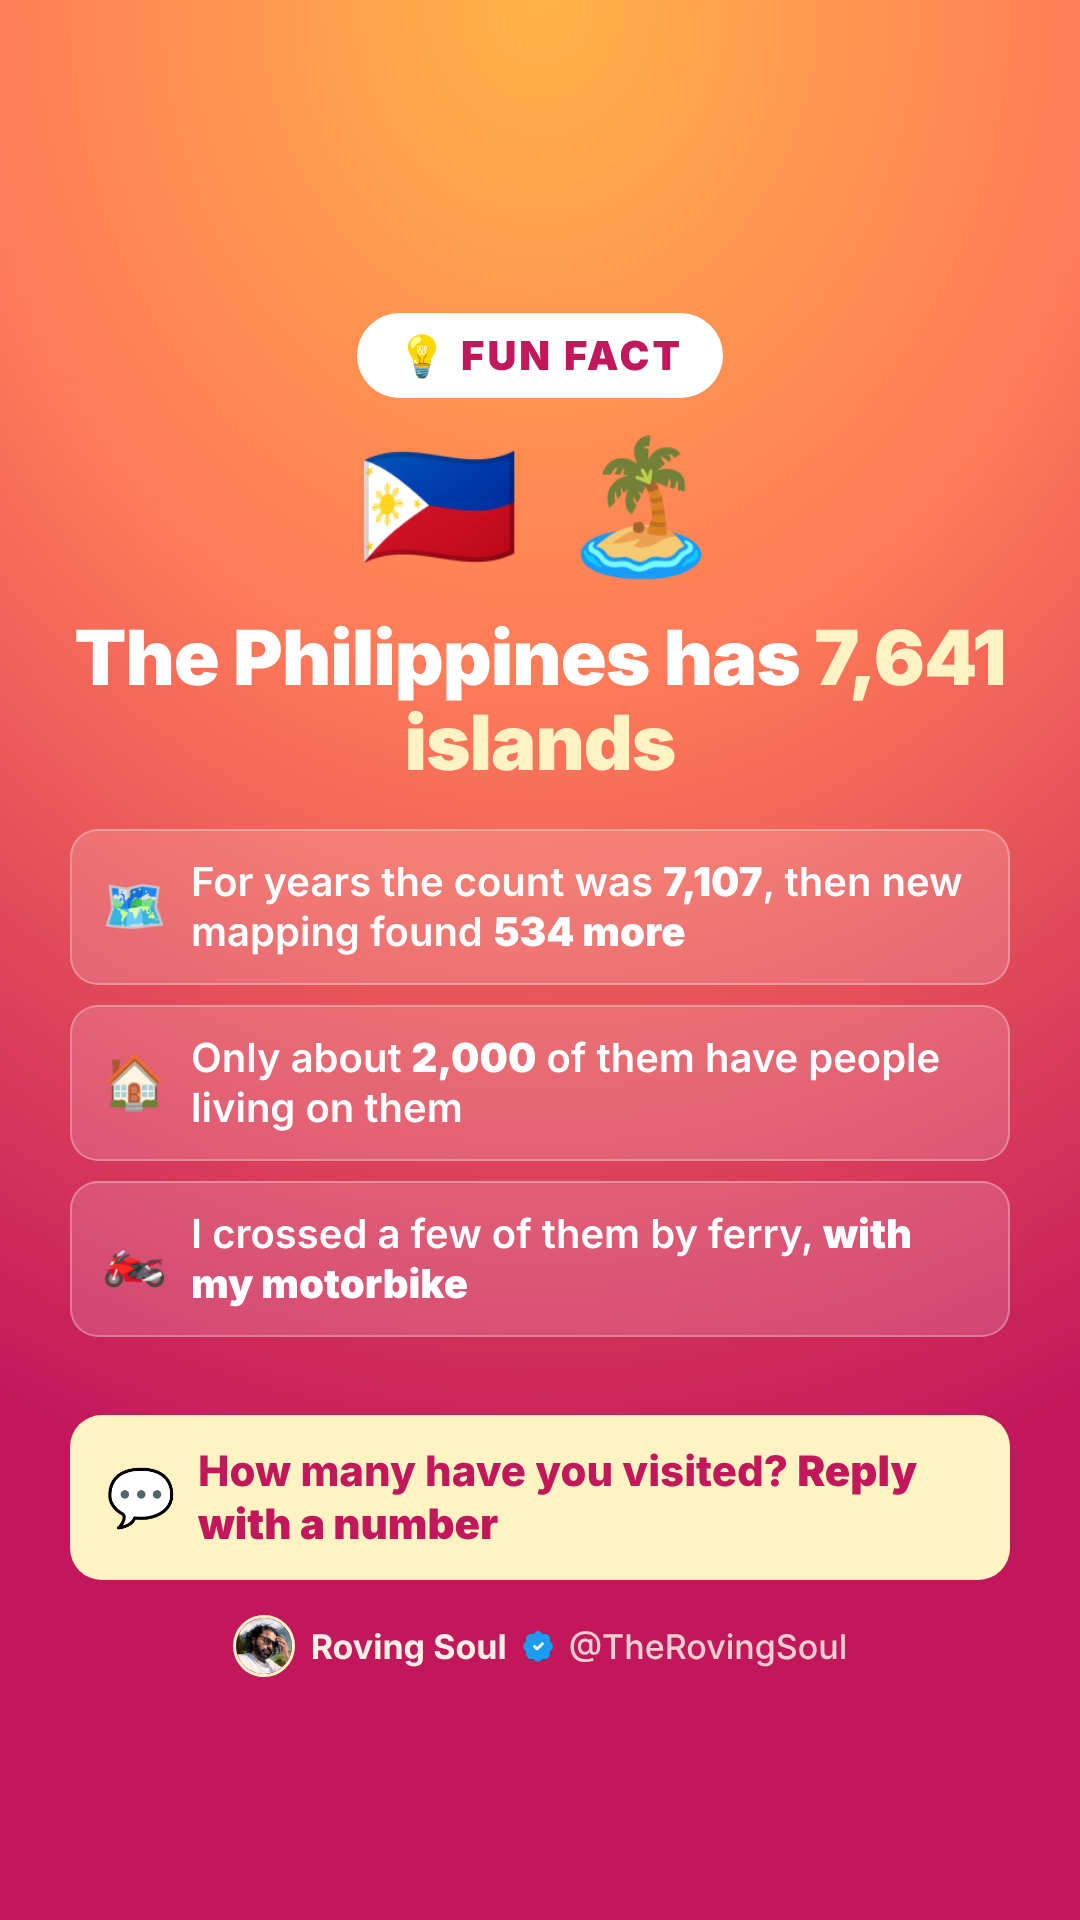 💡 FUN FACT
The Philippines has 7,641
islands
For years the count was 7,107, then new
mapping found 534 more
Only about 2,000 of them have people
living on them
I crossed a few of them by ferry, with
my motorbike
How many have you visited? Reply
with a number
Roving Soul @TheRovingSoul